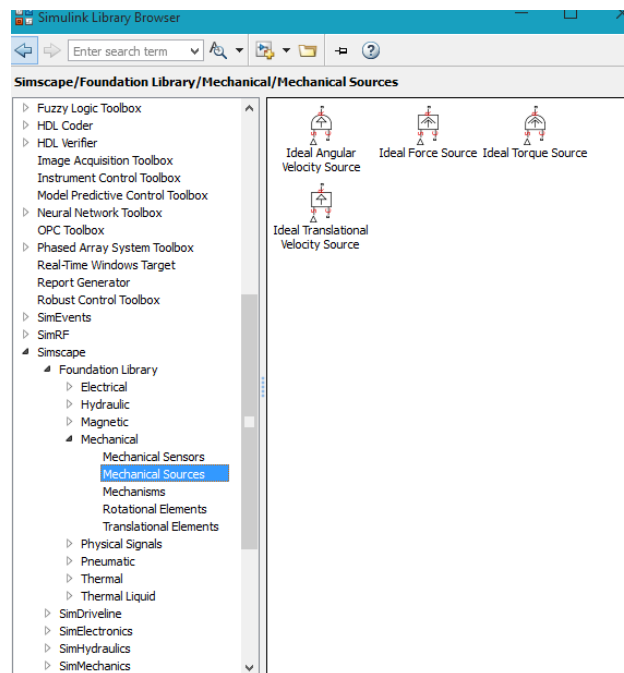 Simulink Library Browser
Enter search term
Simscape/Foundation Library/Mechanical/Mechanical Sources
Fuzzy Logic Toolbox
HDL Coder
HDL Verifier
Image Acquisition Toolbox
Instrument Control Toolbox
Model Predictive Control Toolbox
Neural Network Toolbox
OPC Toolbox
Phased Array System Toolbox
Real-Time Windows Target
Report Generator
Robust Control Toolbox
SimEvents
SimRF
Simscape
Foundation Library
Electrical
Hydraulic
Magnetic
Mechanical
Mechanical Sensors
Mechanical Sources
Mechanisms
Rotational Elements
Translational Elements
Physical Signals
Pneumatic
Thermal
Thermal Liquid
SimDriveline
SimElectronics
SimHydraulics
SimMechanics
Ideal Angular
Velocity Source
Ideal Force Source
Ideal Torque Source
Ideal Translational
Velocity Source